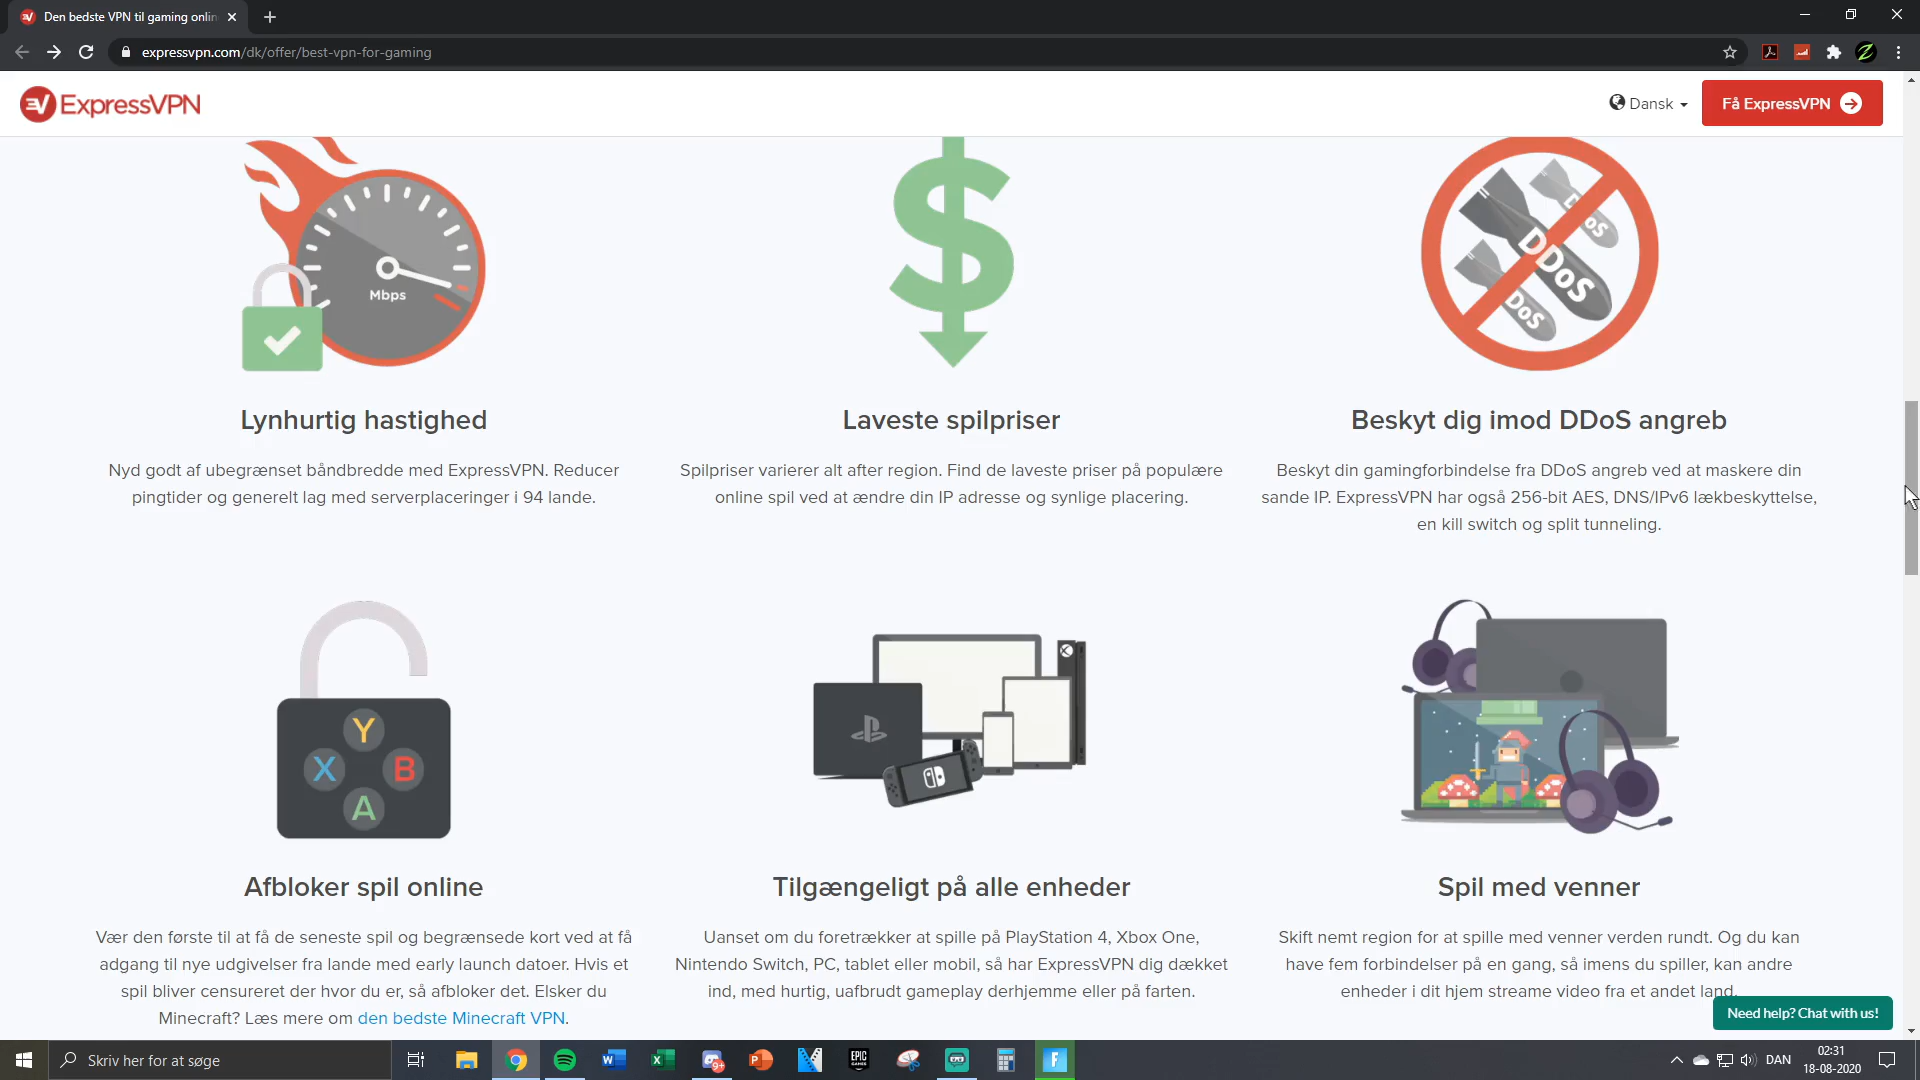 Den bedste VPN til gaming onlin
expressvpn.com/dk/offer/best-vpn-for-gaming
ExpressVPN
Dansk
Få ExpressVPN
Mbps
DDoS
DoS
DoS
Lynhurtig hastighed
Nyd godt af ubegrænset båndbredde med ExpressVPN. Reducer
pingtider og generelt lag med serverplaceringer i 94 lande.
Laveste spilpriser
Spilpriser varierer alt after region. Find de laveste priser på populære
online spil ved at ændre din IP adresse og synlige placering.
Beskyt dig imod DDoS angreb
Beskyt din gamingforbindelse fra DDoS angreb ved at maskere din
sande IP. ExpressVPN har også 256-bit AES, DNS/IPv6 lækbeskyttelse,
en kill switch og split tunneling.
Y
X B
A
Afbloker spil online
Vær den første til at få de seneste spil og begrænsede kort ved at få
adgang til nye udgivelser fra lande med early launch datoer. Hvis et
spil bliver censureret der hvor du er, så afbloker det. Elsker du
Minecraft? Læs mere om den bedste Minecraft VPN.
Tilgængeligt på alle enheder
Uanset om du foretrækker at spille på PlayStation 4, Xbox One,
Nintendo Switch, PC, tablet eller mobil, så har ExpressVPN dig dækket
ind, med hurtig, uafbrudt gameplay derhjemme eller på farten.
Spil med venner
Skift nemt region for at spille med venner verden rundt. Og du kan
have fem forbindelser på en gang, så imens du spiller, kan andre
enheder i dit hjem streame video fra et andet land.
Need help? Chat with us!
Skriv her for at søge
9+
EPIC
GAMES
DAN
02:31
18-08-2020